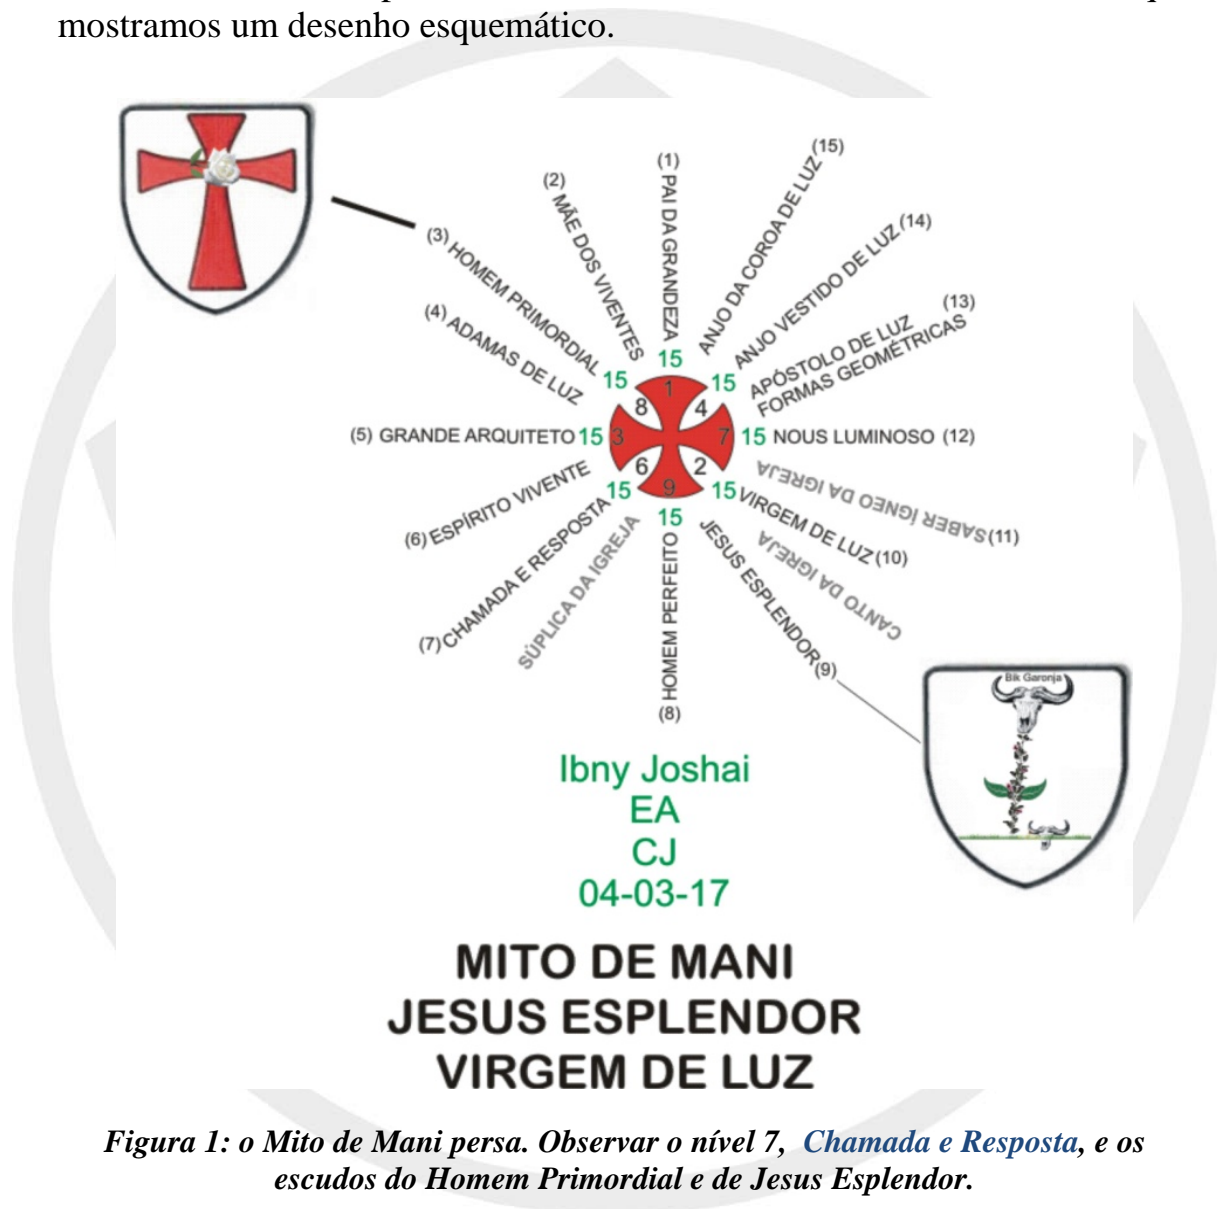 mostramos um desenho esquemático.
(1) PAI DA GRANDEZA
(2) MÃE DOS VIVENTES
(3) HOMEM PRIMORDIAL
(4) ADAMAS DE LUZ
(5) GRANDE ARQUITETO
(6) ESPÍRITO VIVENTE
(7) CHAMADA E RESPOSTA
SÚPLICA DA IGREJA
(8) HOMEM PERFEITO
JESUS ESPLENDOR (9)
CANTO DA IGREJA
VIRGEM DE LUZ (10)
SABER ÍGNEO DA IGREJA (11)
NOUS LUMINOSO (12)
APÓSTOLO DE LUZ (13)
FORMAS GEOMÉTRICAS
ANJO VESTIDO DE LUZ (14)
ANJO DA COROA DE LUZ (15)
15
15 15
8 1 4
15 3 7 15
6 9 2
15 15
15
Bik Garonja
Ibny Joshai
EA
CJ
04-03-17
MITO DE MANI
JESUS ESPLENDOR
VIRGEM DE LUZ
Figura 1: o Mito de Mani persa. Observar o nível 7, Chamada e Resposta, e os
escudos do Homem Primordial e de Jesus Esplendor.